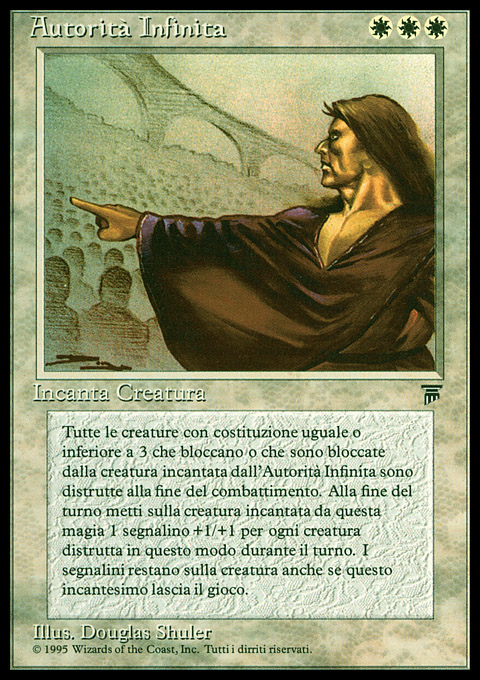 Autorità Infinita
Incanta Creatura
Tutte le creature con costituzione uguale o
inferiore a 3 che bloccano o che sono bloccate
dalla creatura incantata dall'Autorità Infinita sono
distrutte alla fine del combattimento. Alla fine del
turno metti sulla creatura incantata da questa
magia 1 segnalino +1/+1 per ogni creatura
distrutta in questo modo durante il turno. I
segnalini restano sulla creatura anche se questo
incantesimo lascia il gioco.
Illus. Douglas Shuler
© 1995 Wizards of the Coast, Inc. Tutti i dirriti riservati.